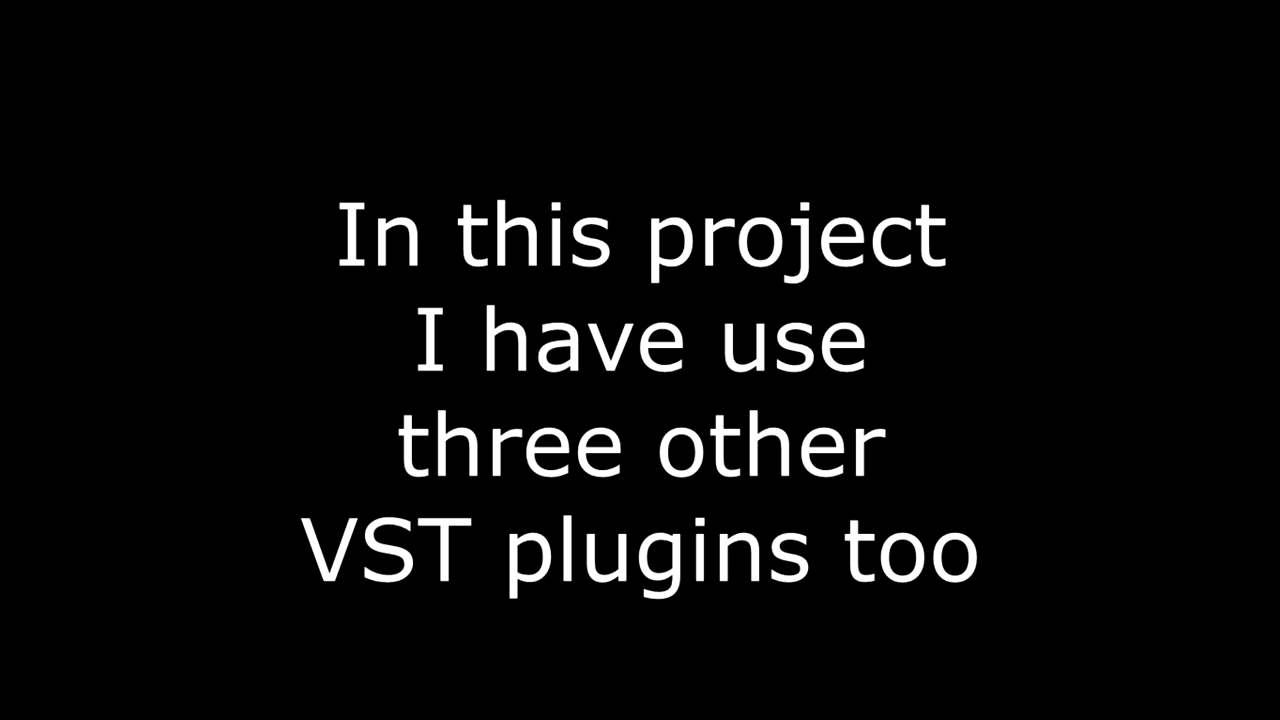 In this project
I have use
three other
VST plugins too